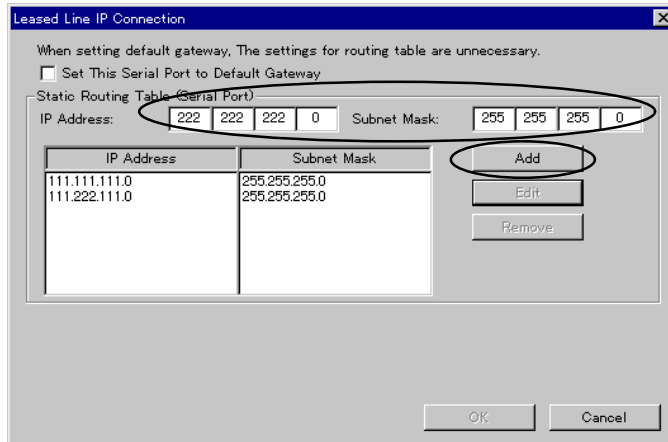 Leased Line IP Connection
When setting default gateway, The settings for routing table are unnecessary.
Set This Serial Port to Default Gateway
Static Routing Table (Serial Port)
IP Address: 222 222 222 0 Subnet Mask: 255 255 255 0
IP Address Subnet Mask Add
111.111.111.0 255.255.255.0
111.222.111.0 255.255.255.0
Edit
Remove
OK Cancel